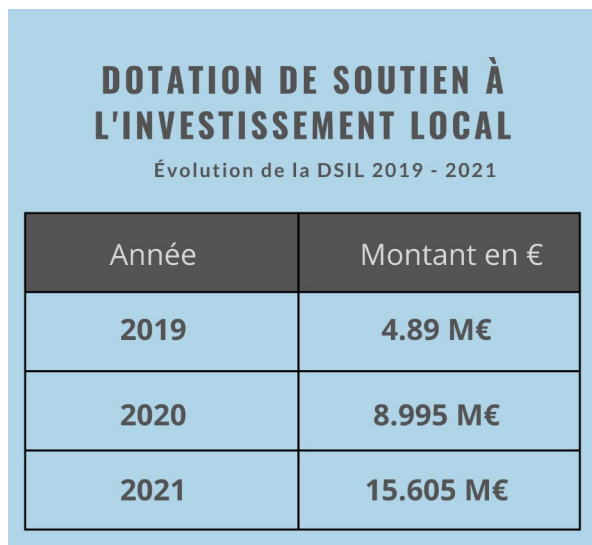 DOTATION DE SOUTIEN À
L'INVESTISSEMENT LOCAL
Évolution de la DSIL 2019 - 2021
Année Montant en €
2019 4.89 M€
2020 8.995 M€
2021 15.605 M€